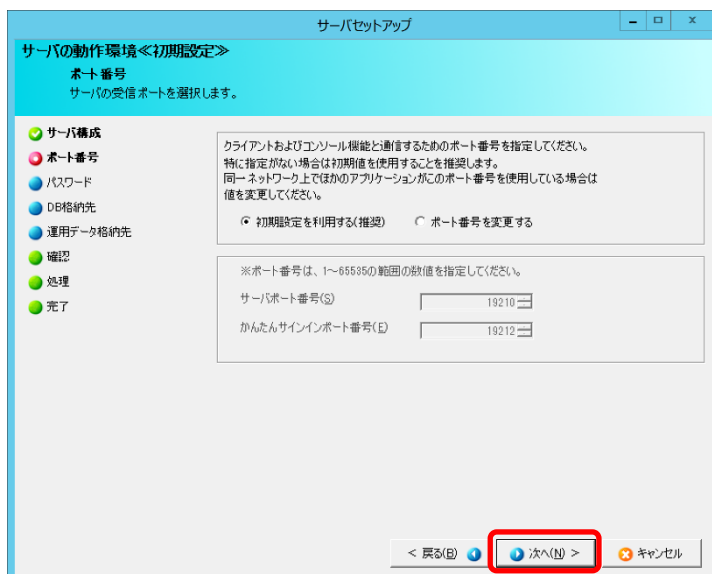 サーバセットアップ
サーバの動作環境≪初期設定≫
ポート番号
サーバの受信ポートを選択します。
サーバ構成
ポート番号
パスワード
DB格納先
運用データ格納先
確認
処理
完了
クライアントおよびコンソール機能と通信するためのポート番号を指定してください。
特に指定がない場合は初期値を使用することを推奨します。
同一ネットワーク上でほかのアプリケーションがこのポート番号を使用している場合は
値を変更してください。
初期設定を利用する(推奨) ポート番号を変更する
※ポート番号は、1～65535の範囲の数値を指定してください。
サーバポート番号(S) 19210
かんたんサインインポート番号(E) 19212
< 戻る(B) 次へ(N) > キャンセル